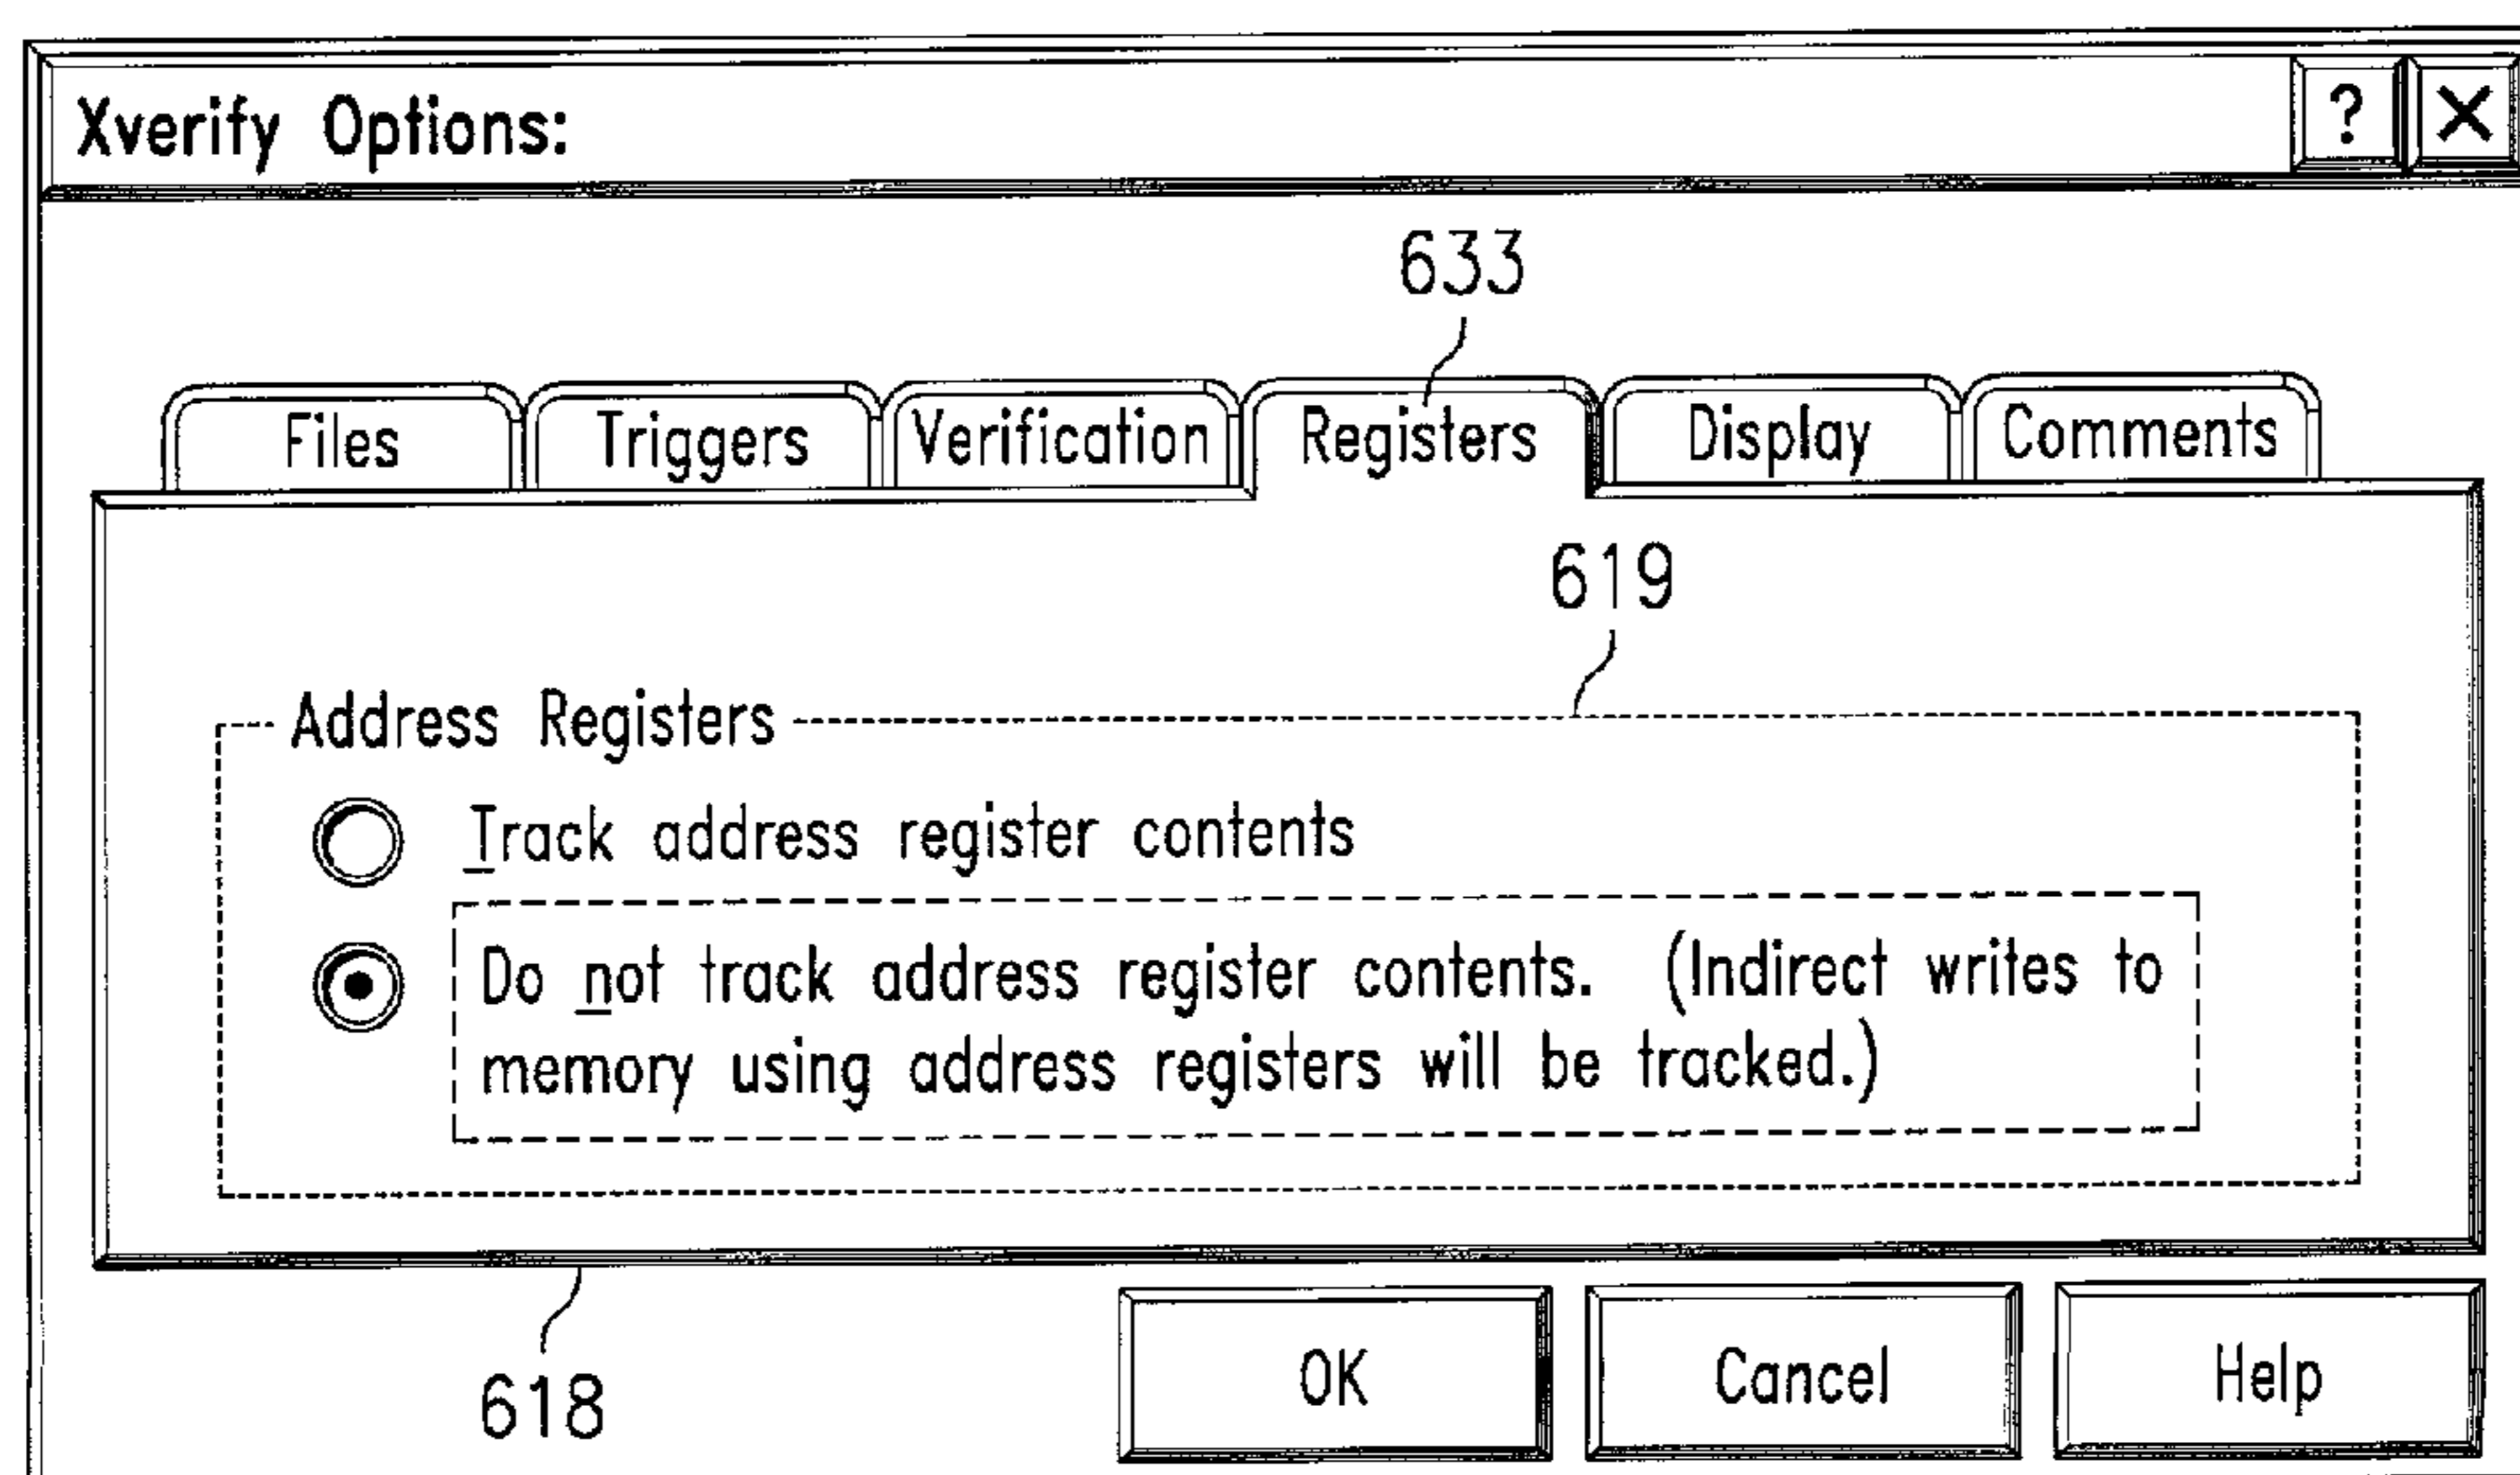 Xverify Options:
? X
633
Files Triggers Verification Registers Display Comments
619
Address Registers
Track address register contents
Do not track address register contents. (Indirect writes to
memory using address registers will be tracked.)
618
OK Cancel Help